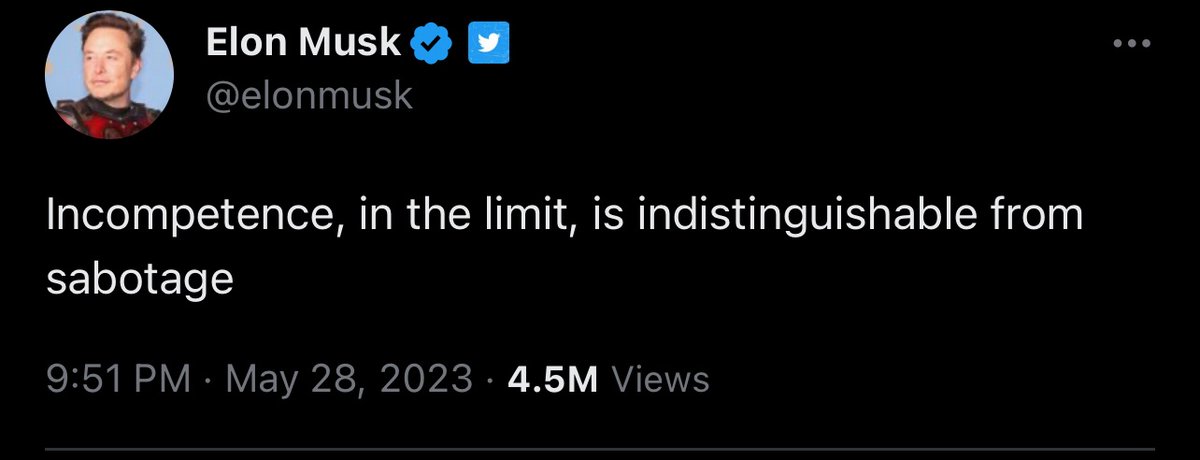 Elon Musk
@elonmusk
Incompetence, in the limit, is indistinguishable from
sabotage
9:51 PM · May 28, 2023 · 4.5M Views